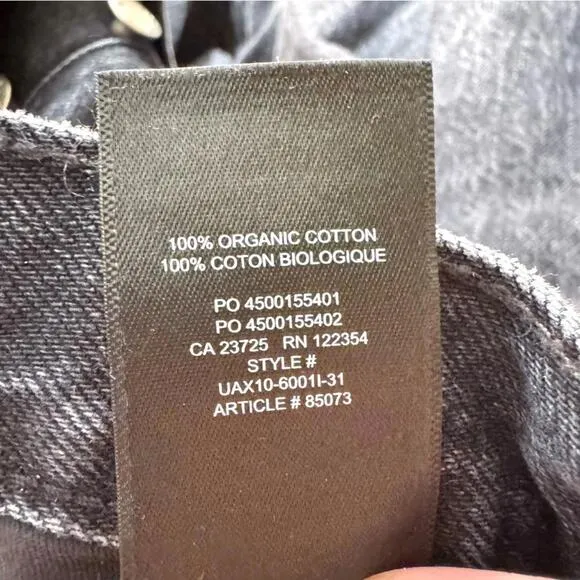 100% ORGANIC COTTON
100% COTON BIOLOGIQUE
PO 4500155401
PO 4500155402
CA 23725 RN 122354
STYLE #
UAX10-6001I-31
ARTICLE # 85073